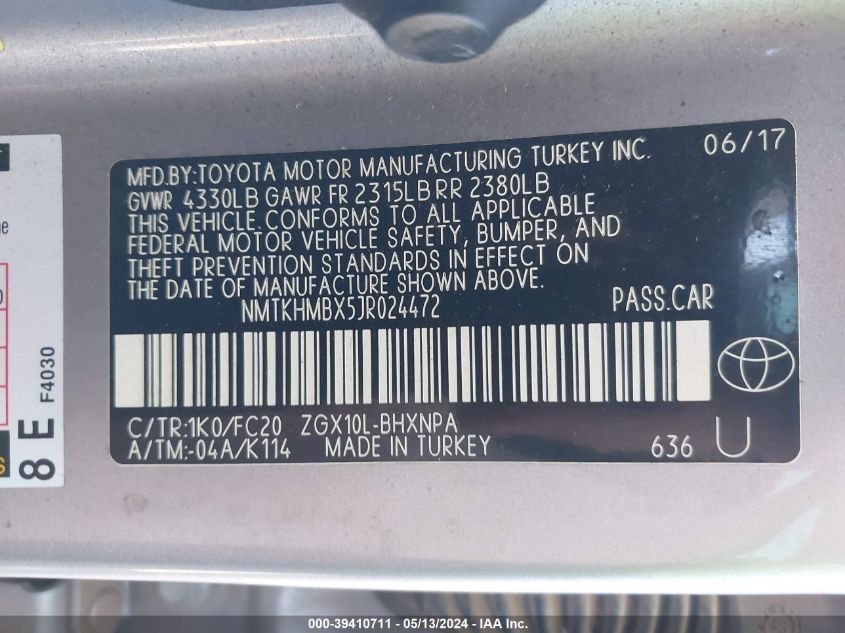 MFD.BY:TOYOTA MOTOR MANUFACTURING TURKEY INC. 06/17
GVWR 4330LB GAWR FR 2315LB RR 2380LB
THIS VEHICLE CONFORMS TO ALL APPLICABLE
FEDERAL MOTOR VEHICLE SAFETY, BUMPER, AND
THEFT PREVENTION STANDARDS IN EFFECT ON
THE DATE OF MANUFACTURE SHOWN ABOVE.
NMTKHMBX5JR024472 PASS.CAR
C/TR:1K0/FC20 ZGX10L-BHXNPA
A/TM:-04A/K114 MADE IN TURKEY 636 U
8 E F4030
000-39410711 - 05/13/2024 - IAA Inc.